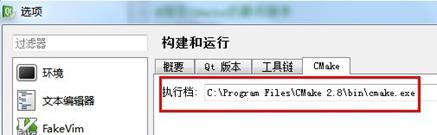 选项
过滤器
环境
文本编辑器
FakeVim
构建和运行
概要 Qt 版本 工具链 CMake
执行档: C:\Program Files\CMake 2.8\bin\cmake.exe